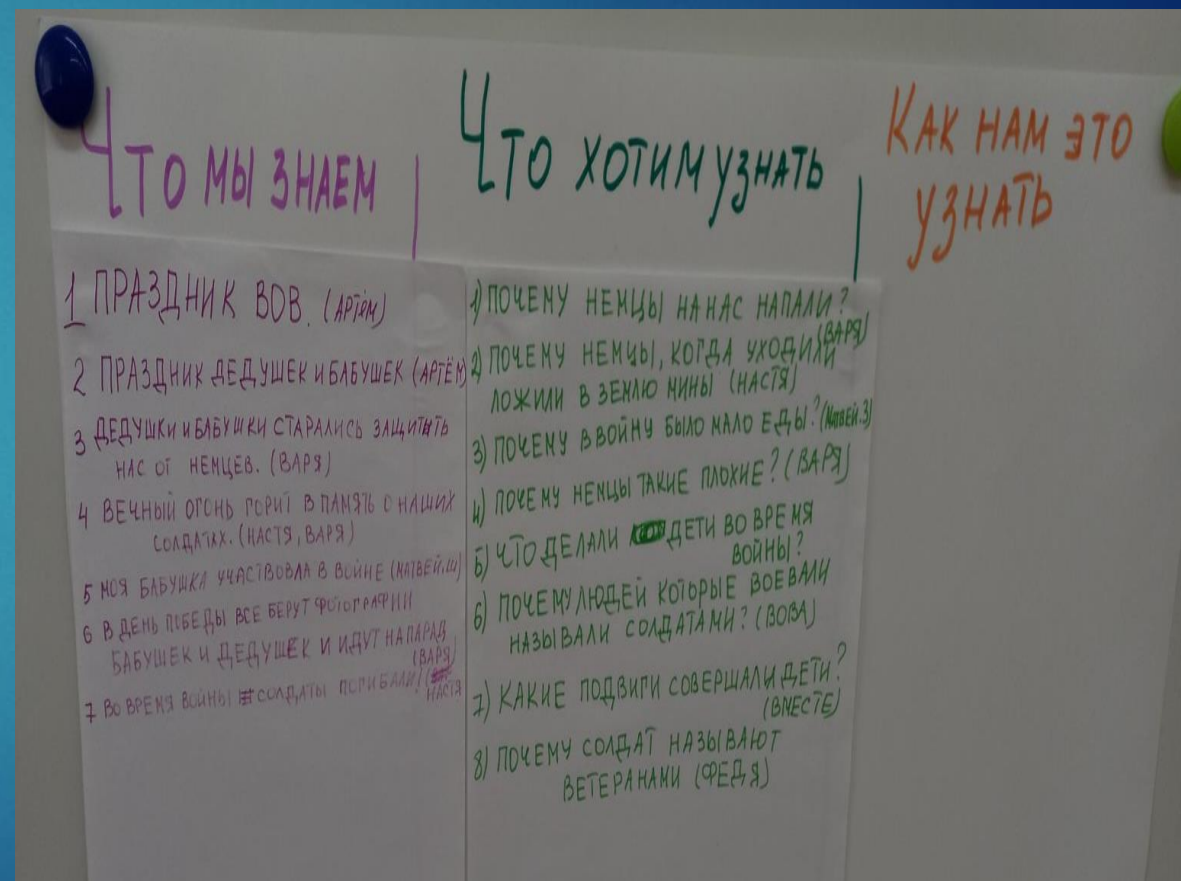 Что мы знаем
1 ПРАЗДНИК ВОВ. (АРТёМ)
2 ПРАЗДНИК ДЕДУШЕК и БАБУШЕК (АРТЁМ)
3 ДЕДУШКИ и БАБУШКИ СТАРАЛИСЬ ЗАЩИТИТЬ
НАС ОТ НЕМЦЕВ. (ВАРЯ)
4 ВЕЧНЫЙ ОГОНЬ ГОРИТ В ПАМЯТЬ О НАШИХ
СОЛДАТАХ. (НАСТЯ, ВАРЯ)
5 МОЯ БАБУШКА УЧАСТВОВЛА В ВОЙНЕ (МАТВЕЙ.Ш)
6 В ДЕНЬ ПОБЕДЫ ВСЕ БЕРУТ ФОТОГРАФИИ
БАБУШЕК И ДЕДУШЕК И ИДУТ НА ПАРАД
(ВАРЯ)
7 ВО ВРЕМЯ ВОЙНЫ СОЛДАТЫ ПОГИБАЛИ. (
НАСТЯ
Что хотим узнать
1) ПОЧЕМУ НЕМЦЫ НА НАС НАПАЛИ?
(ВАРЯ)
2) ПОЧЕМУ НЕМЦЫ, КОГДА УХОДИЛИ
ЛОЖИЛИ В ЗЕМЛЮ МИНЫ (НАСТЯ)
3) ПОЧЕМУ В ВОЙНУ БЫЛО МАЛО ЕДЫ? (МАТВЕЙ.З)
4) ПОЧЕМУ НЕМЦЫ ТАКИЕ ПЛОХИЕ? (ВАРЯ)
5) ЧТО ДЕЛАЛИ ДЕТИ ВО ВРЕМЯ
ВОЙНЫ?
6) ПОЧЕМУ ЛЮДЕЙ КОТОРЫЕ ВОЕВАЛИ
НАЗЫВАЛИ СОЛДАТАМИ? (ВОВА)
7) КАКИЕ ПОДВИГИ СОВЕРШАЛИ ДЕТИ?
(ВМЕСТЕ)
8) ПОЧЕМУ СОЛДАТ НАЗЫВАЮТ
ВЕТЕРАНАМИ (ФЕДЯ)
Как нам это
узнать